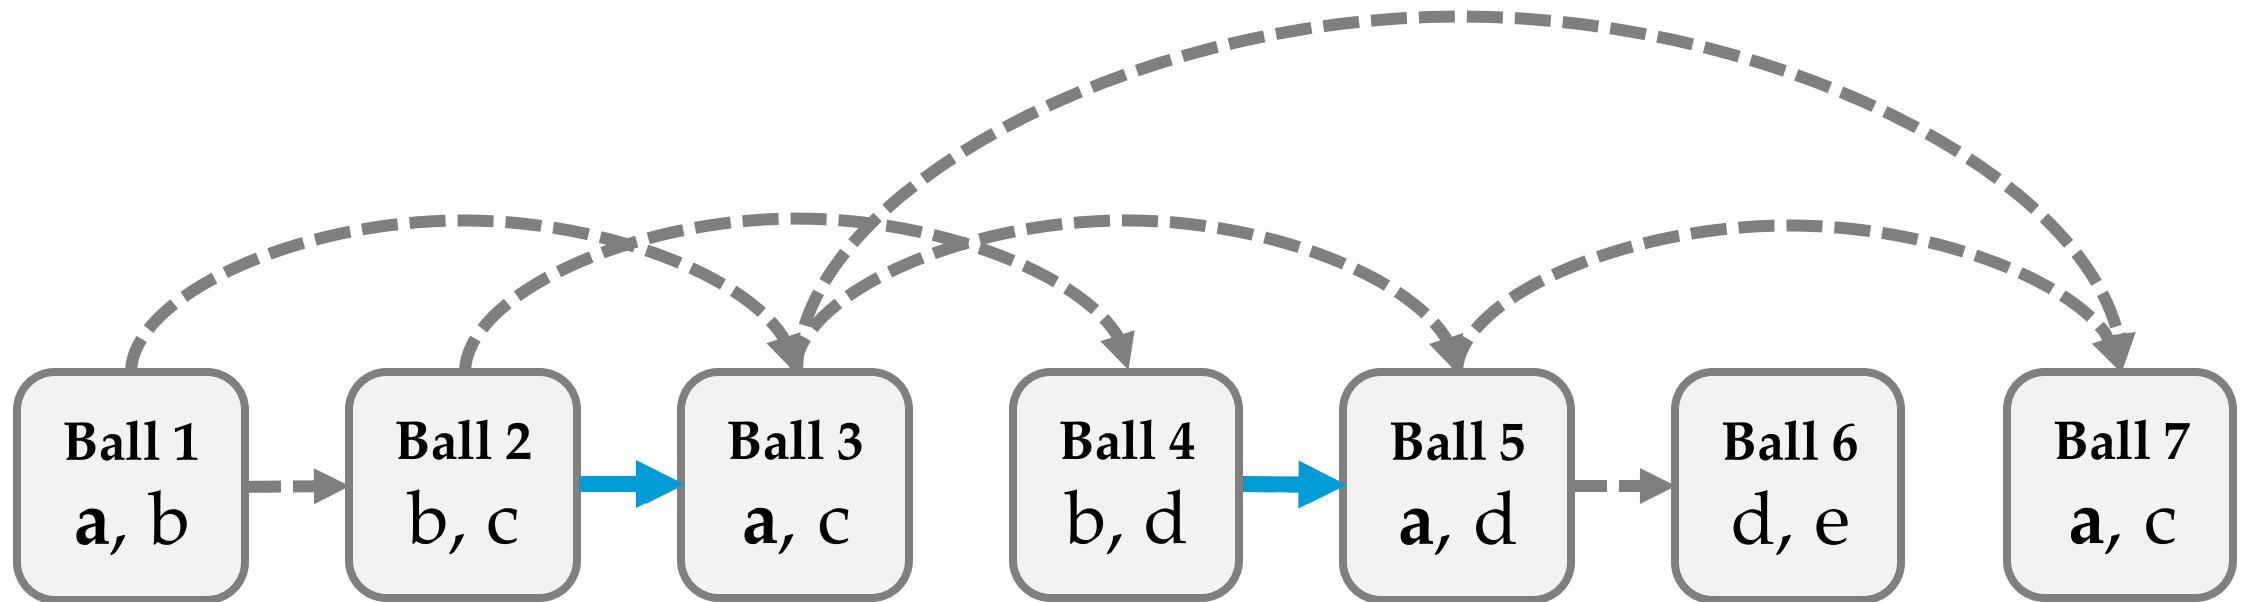 Ball 1
a, b
Ball 2
b, c
Ball 3
a, c
Ball 4
b, d
Ball 5
a, d
Ball 6
d, e
Ball 7
a, c